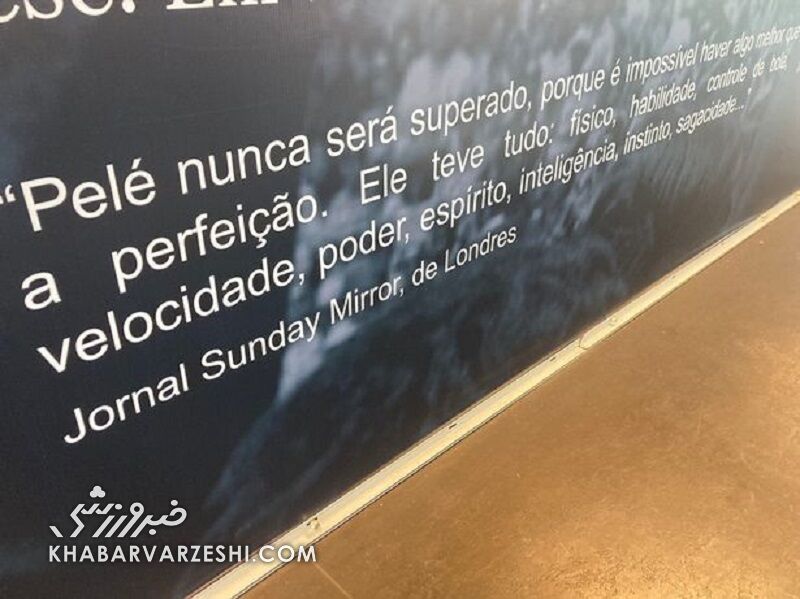 “Pelé nunca será superado, porque é impossível haver algo melhor que
a perfeição. Ele teve tudo: físico, habilidade, controle de bola,
velocidade, poder, espírito, inteligência, instinto, sagacidade...”
Jornal Sunday Mirror, de Londres
خبرورزشی
KHABARVARZESHI.COM